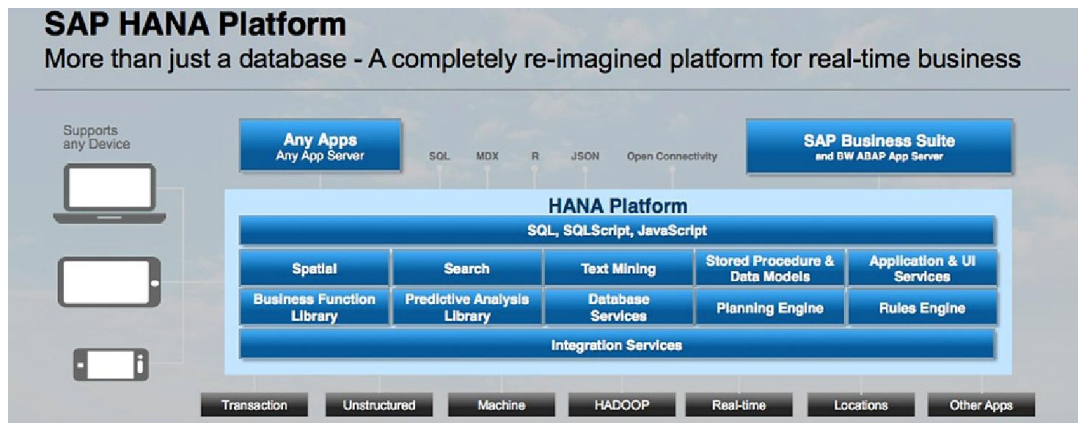 SAP HANA Platform
More than just a database - A completely re-imagined platform for real-time business
Supports
any Device
Any Apps
Any App Server
SQL MDX R JSON Open Connectivity
SAP Business Suite
and BW ABAP App Server
HANA Platform
SQL, SQLScript, JavaScript
Spatial
Search
Text Mining
Stored Procedure &
Data Models
Application & UI
Services
Business Function
Library
Predictive Analysis
Library
Database
Services
Planning Engine
Rules Engine
Integration Services
Transaction Unstructured Machine HADOOP Real-time Locations Other Apps